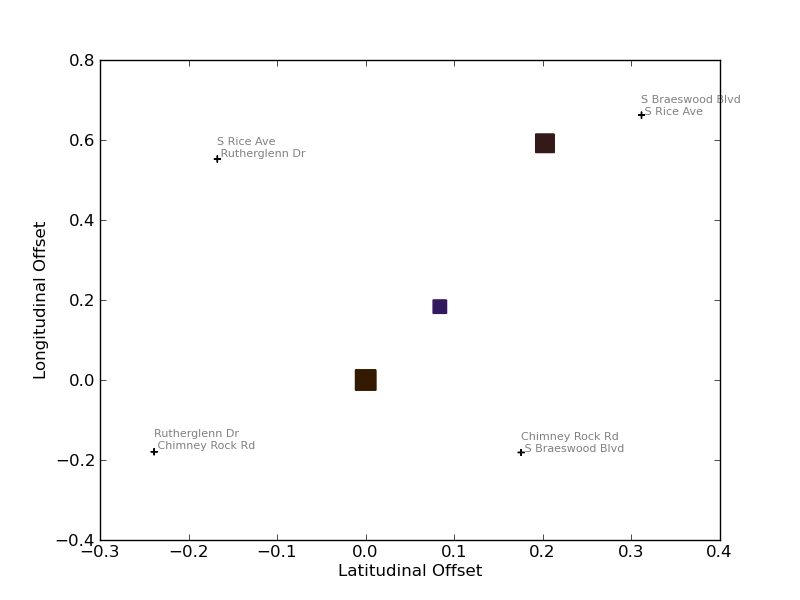 0.8
S Braeswood Blvd
S Rice Ave
0.6
S Rice Ave
Rutherglenn Dr
0.4
Longitudinal Offset
0.2
0.0
Rutherglenn Dr
Chimney Rock Rd
Chimney Rock Rd
S Braeswood Blvd
−0.2
−0.4
−0.3 −0.2 −0.1 0.0 0.1 0.2 0.3 0.4
Latitudinal Offset